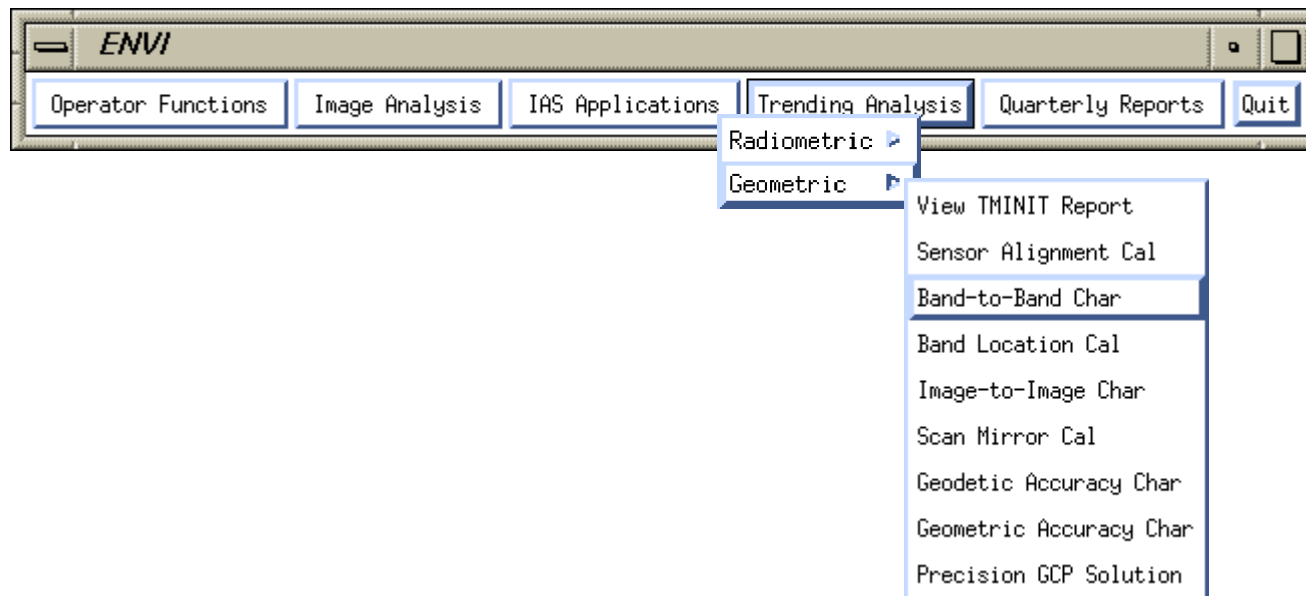 ENVI
Operator Functions Image Analysis IAS Applications Trending Analysis Quarterly Reports Quit
Radiometric
Geometric
View TMINIT Report
Sensor Alignment Cal
Band-to-Band Char
Band Location Cal
Image-to-Image Char
Scan Mirror Cal
Geodetic Accuracy Char
Geometric Accuracy Char
Precision GCP Solution